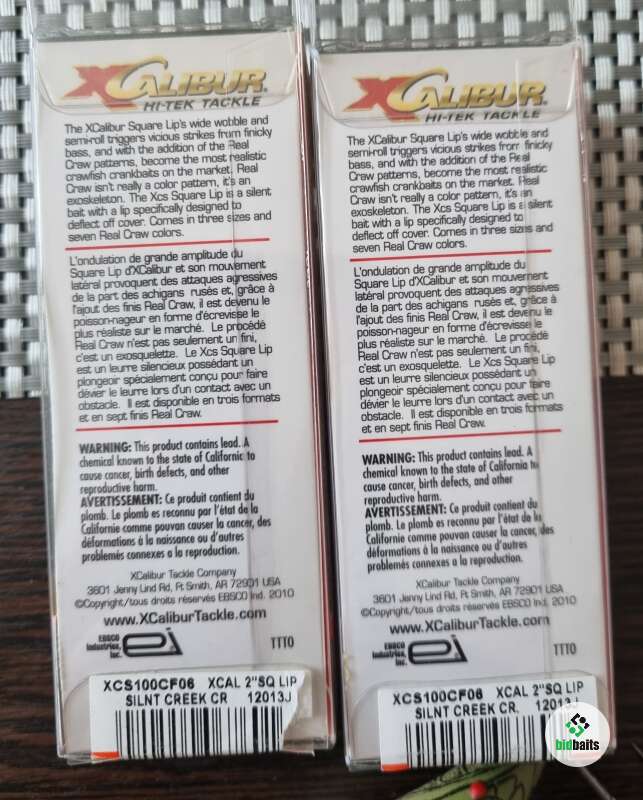 XCALIBUR
HI-TEK TACKLE
The XCalibur Square Lip's wide wobble and
semi-roll triggers vicious strikes from finicky
bass, and with the addition of the Real
Craw patterns, become the most realistic
crawfish crankbaits on the market. Real
Craw isn't really a color pattern, it's an
exoskeleton. The Xcs Square Lip is a silent
bait with a lip specifically designed to
deflect off cover. Comes in three sizes and
seven Real Craw colors.
L'ondulation de grande amplitude du
Square Lip d'XCalibur et son mouvement
latéral provoquent des attaques agressives
de la part des achigans rusés et, grâce à
l'ajout des finis Real Craw, il est devenu le
poisson-nageur en forme d'écrevisse le
plus réaliste sur le marché. Le procédé
Real Craw n'est pas seulement un fini,
c'est un exosquelette. Le Xcs Square Lip
est un leurre silencieux possédant un
plongeoir spécialement conçu pour faire
dévier le leurre lors d'un contact avec un
obstacle. Il est disponible en trois formats
et en sept finis Real Craw.
WARNING: This product contains lead. A
chemical known to the state of California to
cause cancer, birth defects, and other
reproductive harm.
AVERTISSEMENT: Ce produit contient du
plomb. Le plomb es reconnu par l'état de la
Californie comme pouvan causer la cancer, des
déformations à la naissance ou d'autres
problémés connexes a la reproduction.
XCalibur Tackle Company
3601 Jenny Lind Rd, Ft Smith, AR 72901 USA
©Copyright/tous droits réservés EBSCO Ind. 2010
www.XCaliburTackle.com
EBSCO
Industries,
Inc.
TTTO
XCS100CF06 XCAL 2"SQ LIP
SILNT CREEK CR 12013J
XCALIBUR
HI-TEK TACKLE
The XCalibur Square Lip's wide wobble and
semi-roll triggers vicious strikes from finicky
bass, and with the addition of the Real
Craw patterns, become the most realistic
crawfish crankbaits on the market. Real
Craw isn't really a color pattern, it's an
exoskeleton. The Xcs Square Lip is a silent
bait with a lip specifically designed to
deflect off cover. Comes in three sizes and
seven Real Craw colors.
L'ondulation de grande amplitude du
Square Lip d'XCalibur et son mouvement
latéral provoquent des attaques agressives
de la part des achigans rusés et, grâce à
l'ajout des finis Real Craw, il est devenu le
poisson-nageur en forme d'écrevisse le
plus réaliste sur le marché. Le procédé
Real Craw n'est pas seulement un fini,
c'est un exosquelette. Le Xcs Square Lip
est un leurre silencieux possédant un
plongeoir spécialement conçu pour faire
dévier le leurre lors d'un contact avec un
obstacle. Il est disponible en trois formats
et en sept finis Real Craw.
WARNING: This product contains lead. A
chemical known to the state of California to
cause cancer, birth defects, and other
reproductive harm.
AVERTISSEMENT: Ce produit contient du
plomb. Le plomb es reconnu par l'état de la
Californie comme pouvan causer la cancer, des
déformations à la naissance ou d'autres
problémés connexes a la reproduction.
XCalibur Tackle Company
3601 Jenny Lind Rd, Ft Smith, AR 72901 USA
©Copyright/tous droits réservés EBSCO Ind. 2010
www.XCaliburTackle.com
EBSCO
Industries,
Inc.
TTTO
XCS100CF06 XCAL 2"SQ LIP
SILNT CREEK CR. 12013J
bidbaits